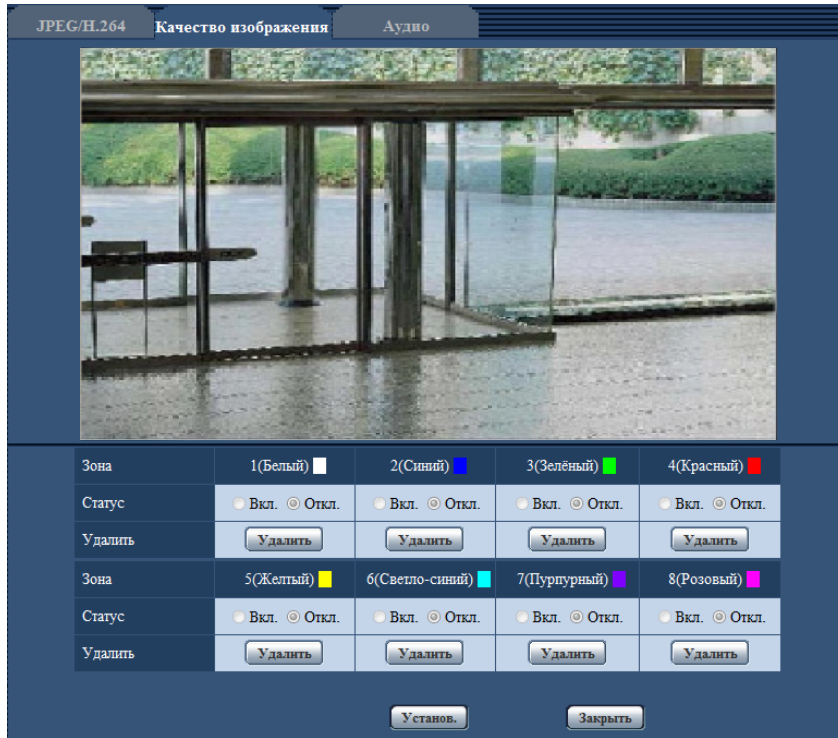 JPEG/H.264 Качество изображения Аудио
Зона 1(Белый) 2(Синий) 3(Зелёный) 4(Красный)
Статус Вкл. Откл. Вкл. Откл. Вкл. Откл. Вкл. Откл.
Удалить Удалить Удалить Удалить Удалить
Зона 5(Желтый) 6(Светло-синий) 7(Пурпурный) 8(Розовый)
Статус Вкл. Откл. Вкл. Откл. Вкл. Откл. Вкл. Откл.
Удалить Удалить Удалить Удалить Удалить
Установ. Закрыть